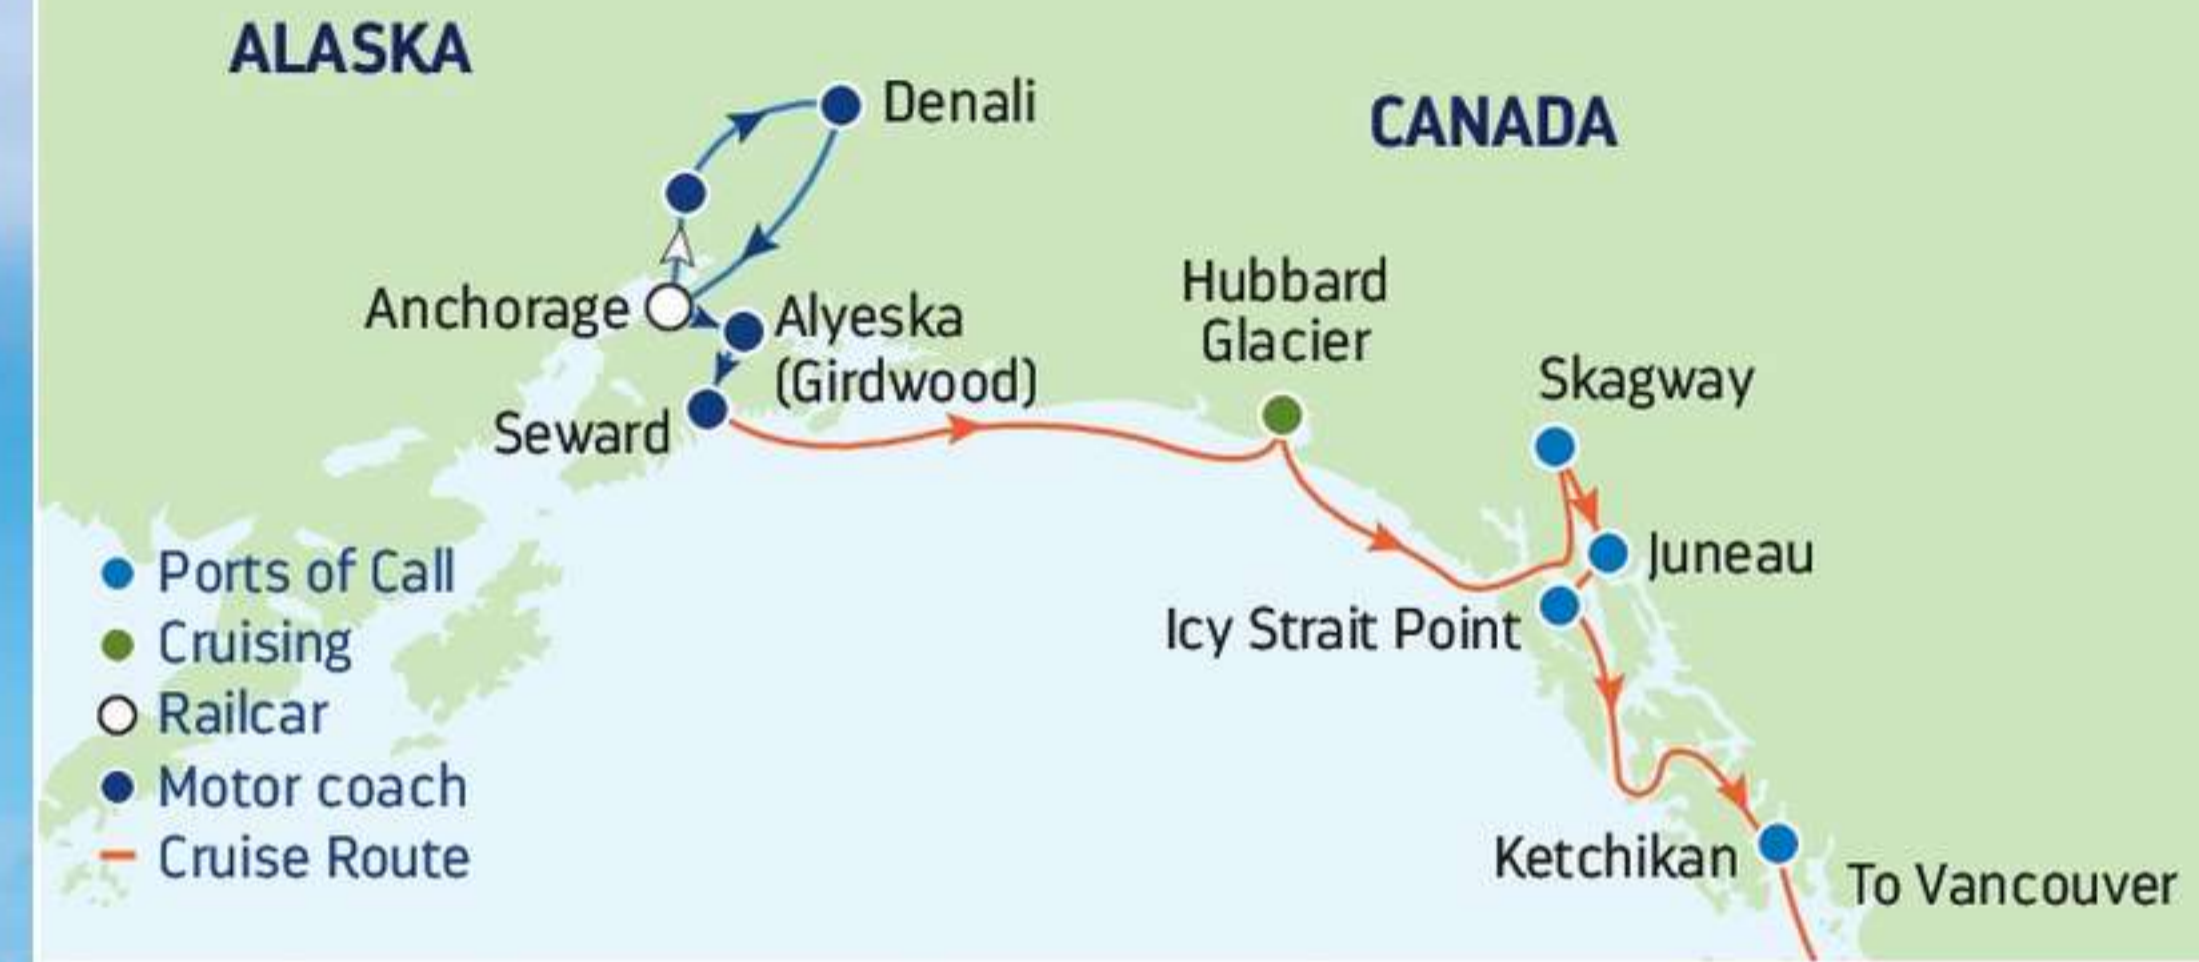 ALASKA
Denali
CANADA
Anchorage
Alyeska
(Girdwood)
Seward
Hubbard
Glacier
Skagway
Juneau
Icy Strait Point
Ketchikan
To Vancouver
Ports of Call
Cruising
Railcar
Motor coach
Cruise Route